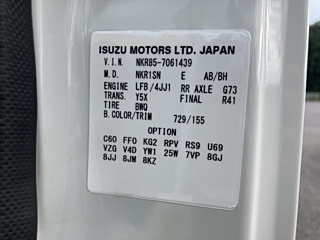 ISUZU MOTORS LTD. JAPAN
V.I.N. NKR85-7061439
M.D. NKR1SN E AB/BH
ENGINE LFB/4JJ1 RR AXLE G73
TRANS. Y5X FINAL R41
TIRE BWQ
B.COLOR/TRIM 729/155
OPTION
C60 FF0 KG2 RPV RS9 U69
VZG V4D YW1 25W 7VP 8GJ
8JJ 8JM 8KZ